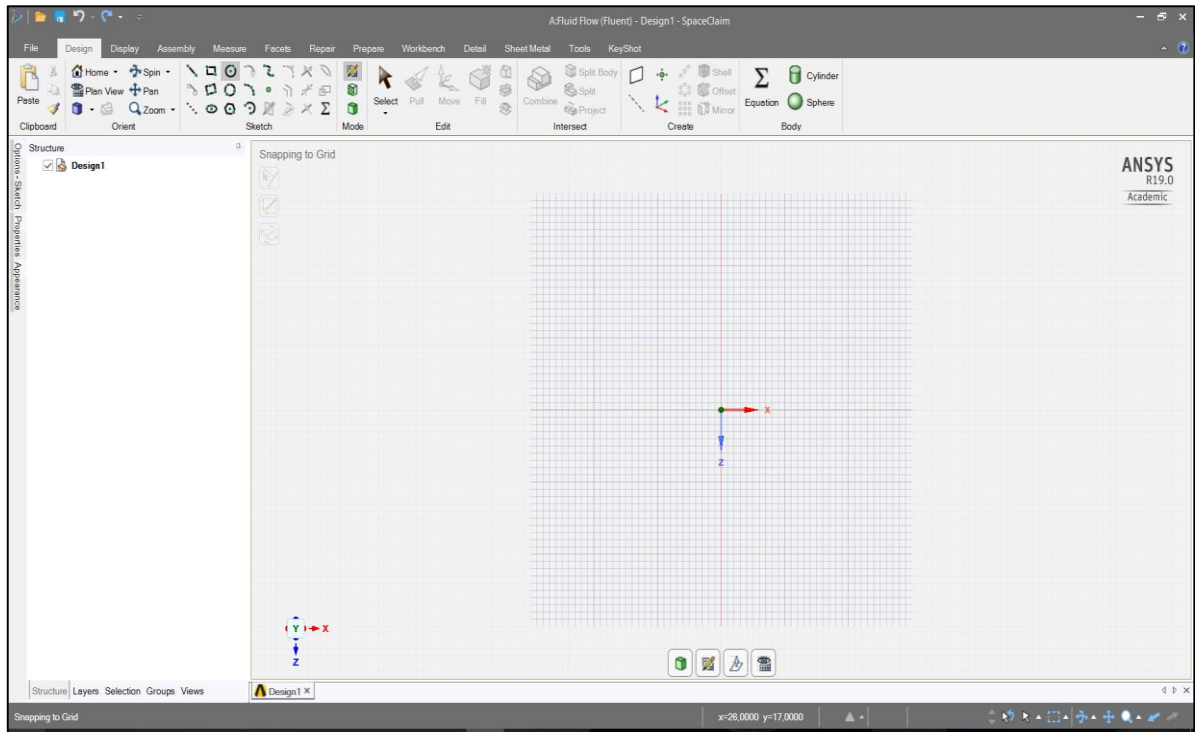 A:Fluid Flow (Fluent) - Design1 - SpaceClaim
File Design Display Assembly Measure Facets Repair Prepare Workbench Detail Sheet Metal Tools KeyShot
Home Spin Split Body Shell Cylinder
Plan View Pan Split Offset
Paste Zoom Select Pull Move Fill Combine Project Mirror Equation Sphere
Clipboard Orient Sketch Mode Edit Intersect Create Body
Structure
Design1
Options - Sketch
Properties
Appearance
Snapping to Grid
ANSYS
R19.0
Academic
X
Z
Y X
Z
Structure Layers Selection Groups Views
Design1
Snapping to Grid x=26,0000 y=17,0000